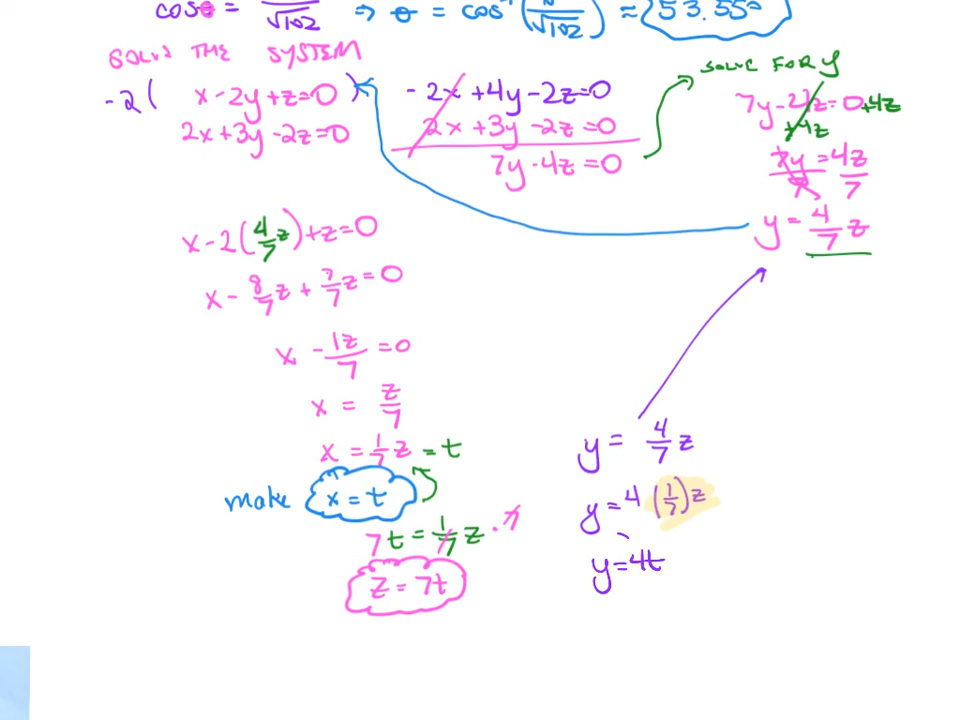 cosθ = √102 ⇒ θ = cos⁻¹( √102 ) ≈ 53.55°
SOLVE THE SYSTEM
-2( x - 2y + z = 0 )
2x + 3y - 2z = 0
-2x + 4y - 2z = 0
2x + 3y - 2z = 0
7y - 4z = 0
SOLVE FOR y
7y - 4z = 0 + 4z
+4z
7y = 4z
7 7
y = 4/7 z
x - 2(4/7 z) + z = 0
x - 8/7 z + 7/7 z = 0
x - 1z/7 = 0
x = z/7
x = 1/7 z = t
make x = t
7 t = 1/7 z · 7
z = 7t
y = 4/7 z
y = 4(1/7)z
y = 4t